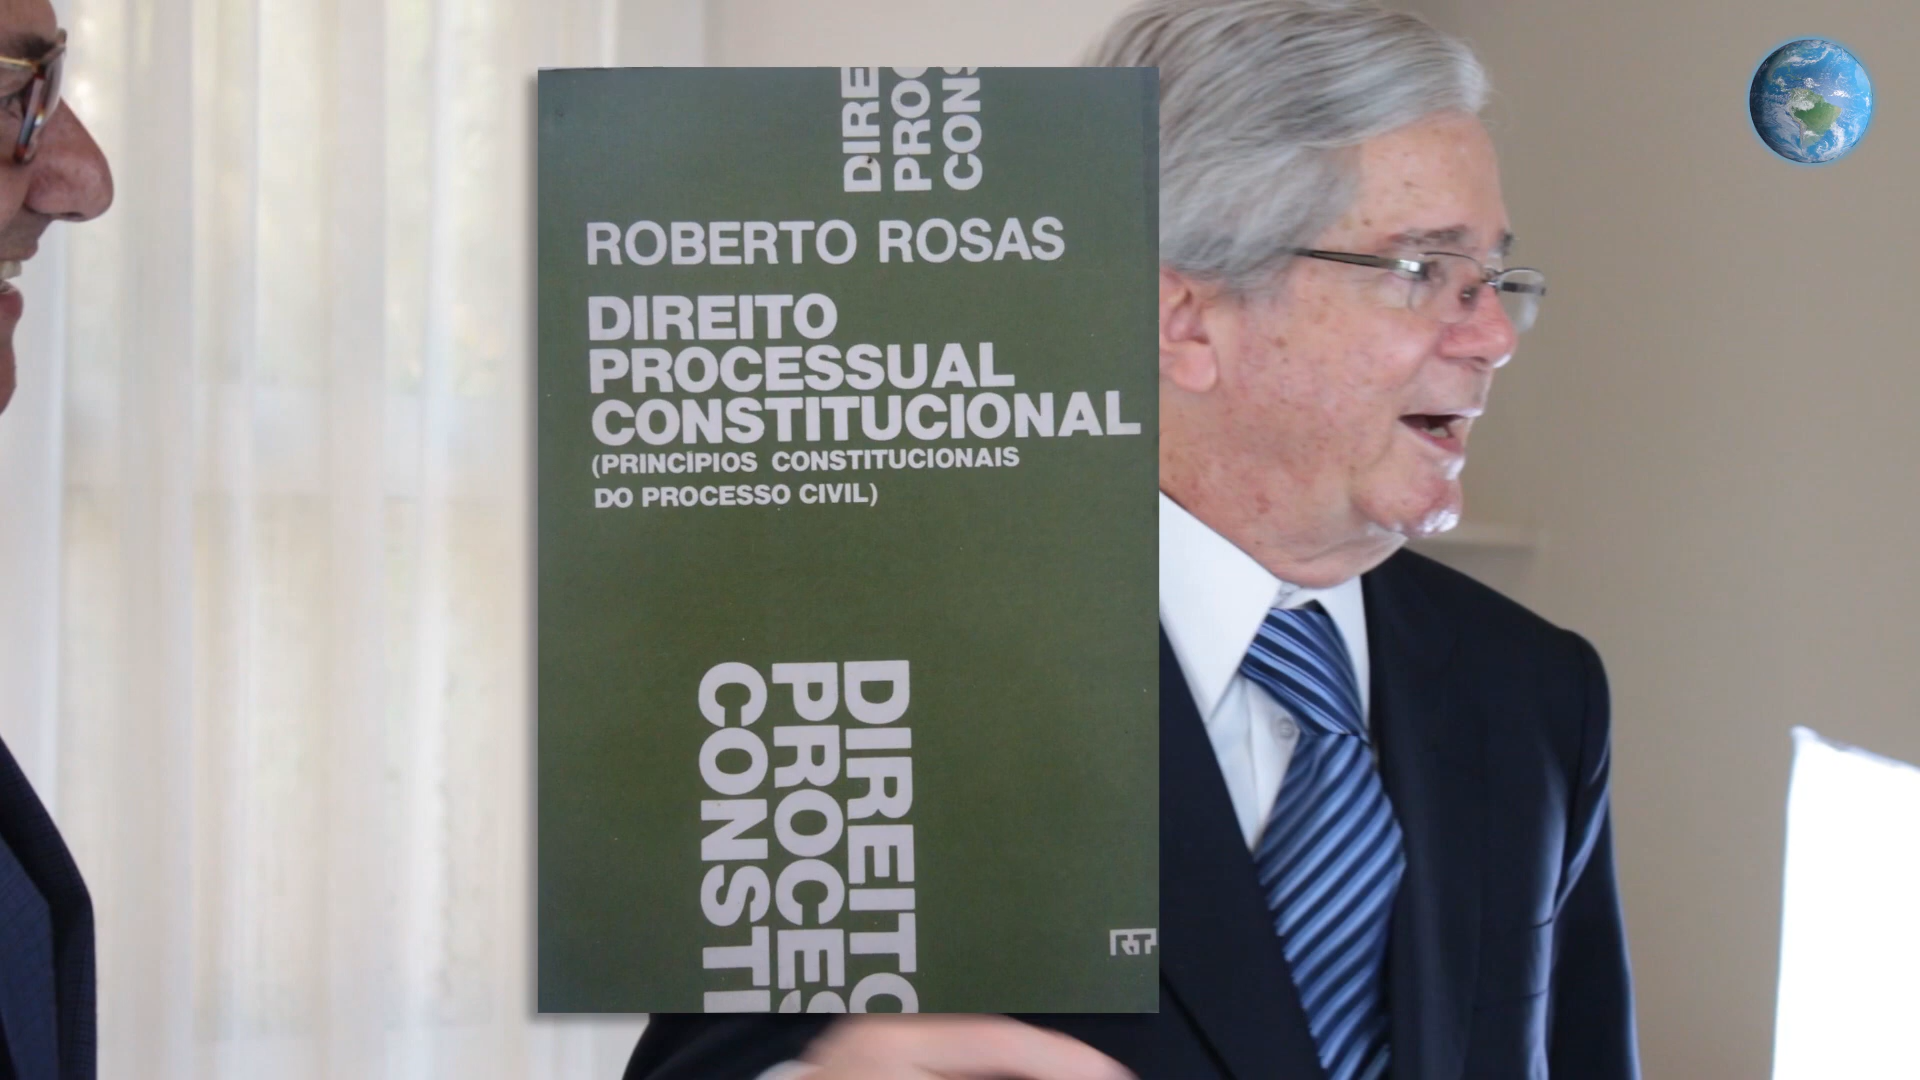 DIRE
PROC
CONS
ROBERTO ROSAS
DIREITO
PROCESSUAL
CONSTITUCIONAL
(PRINCÍPIOS CONSTITUCIONAIS
DO PROCESSO CIVIL)
DIREITO
PROCES
CONSTI
RT